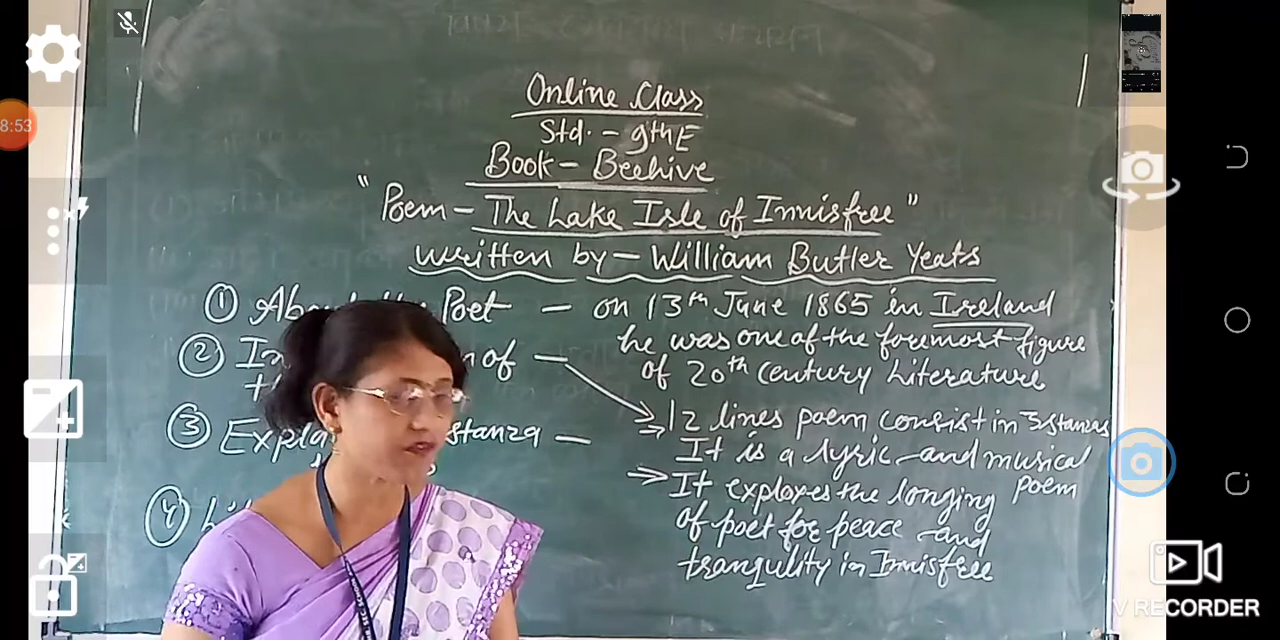 Online Class
Std. - 9th E
Book - Beehive
"Poem - The Lake Isle of Innisfree"
written by - William Butler Yeats
① Poet - on 13th June 1865 in Ireland
he was one of the foremost figure
② of -
of 20th century literature
12 lines poem consist in 3 stanzas
③ stanza -
It is a lyric and musical
poem
It explores the longing
④
of poet for peace and
tranquility in Innisfree
8:53
V RECORDER